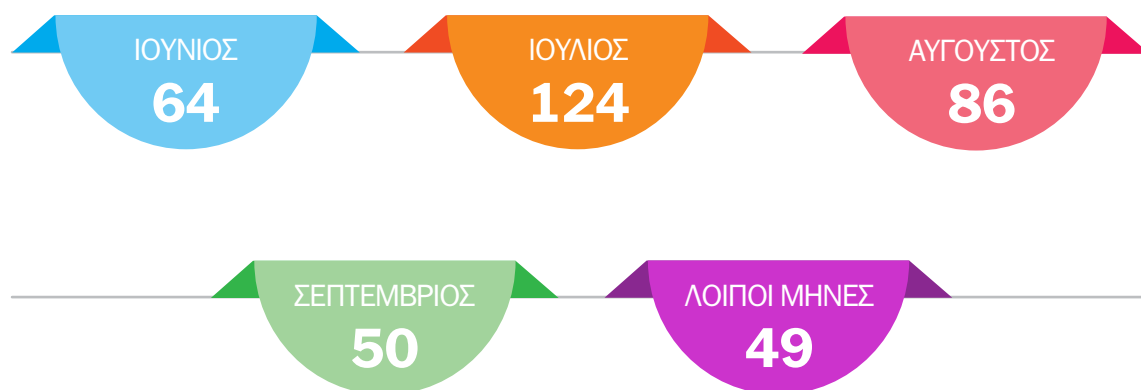 ΙΟΥΝΙΟΣ
64
ΙΟΥΛΙΟΣ
124
ΑΥΓΟΥΣΤΟΣ
86
ΣΕΠΤΕΜΒΡΙΟΣ
50
ΛΟΙΠΟΙ ΜΗΝΕΣ
49